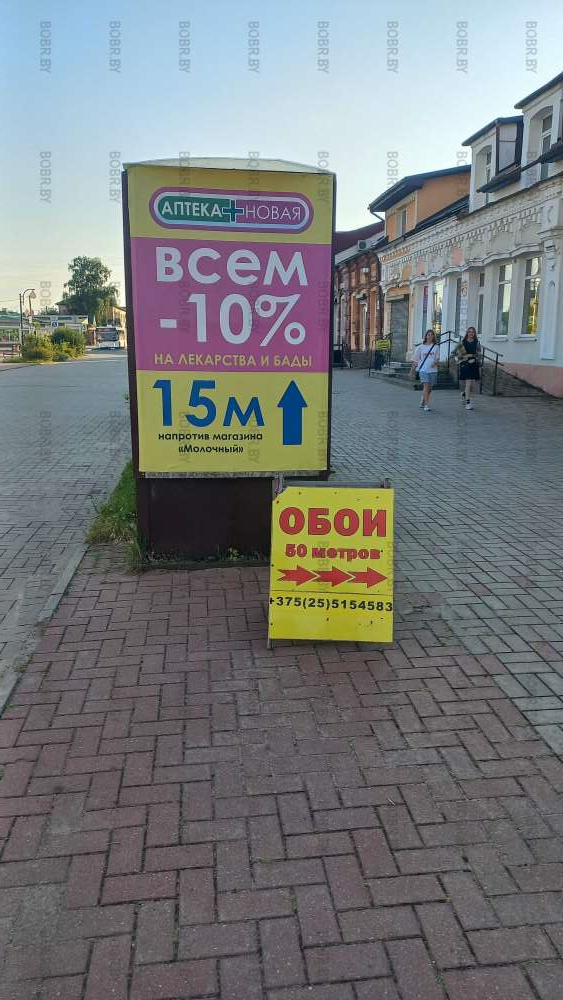 АПТЕКА+НОВАЯ
ВСЕМ
-10%
НА ЛЕКАРСТВА И БАДЫ
15м
напротив магазина
«Молочный»
ОБОИ
50 метров
+375(25)5154583
BOBR.BY